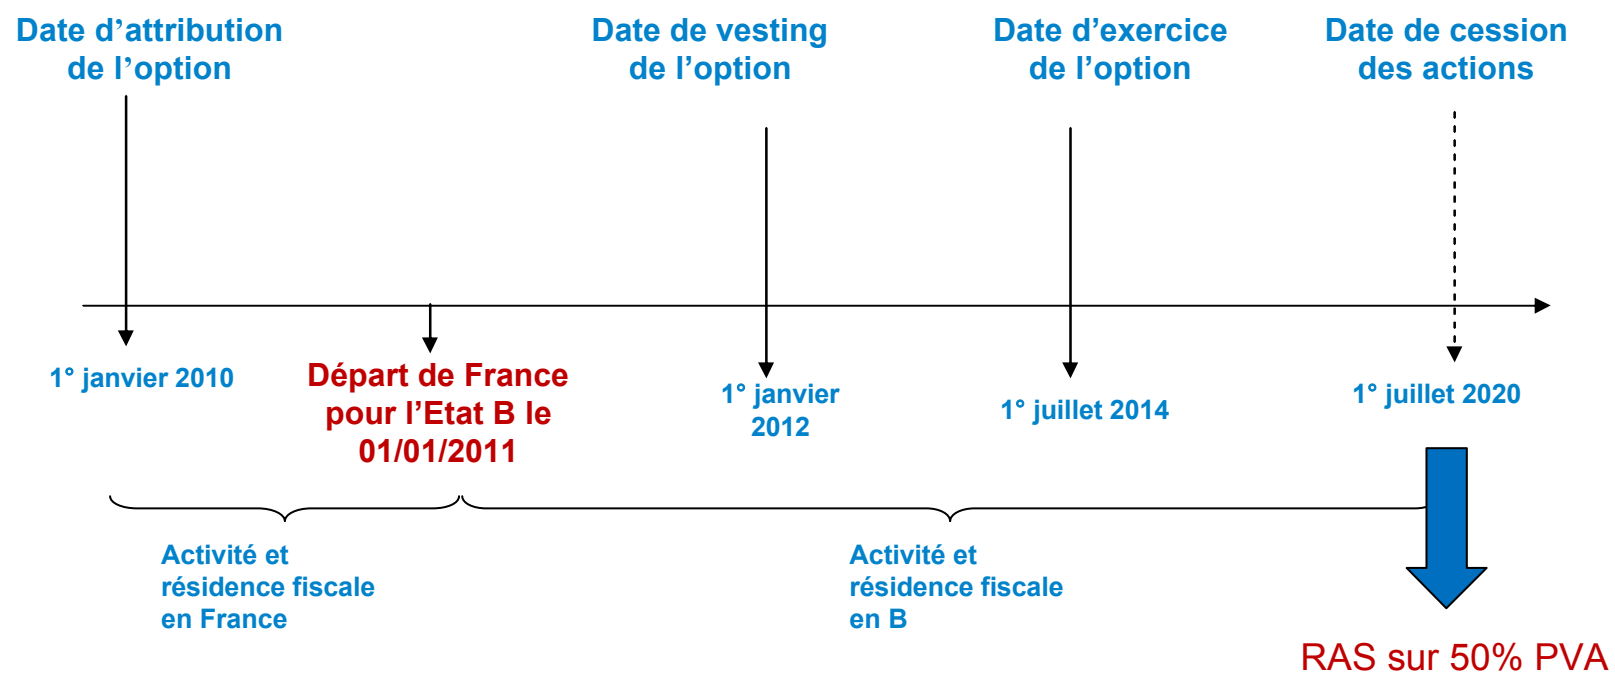 Date d’attribution
de l’option
Date de vesting
de l’option
Date d’exercice
de l’option
Date de cession
des actions
1° janvier 2010
Départ de France
pour l’Etat B le
01/01/2011
1° janvier
2012
1° juillet 2014
1° juillet 2020
Activité et
résidence fiscale
en France
Activité et
résidence fiscale
en B
RAS sur 50% PVA